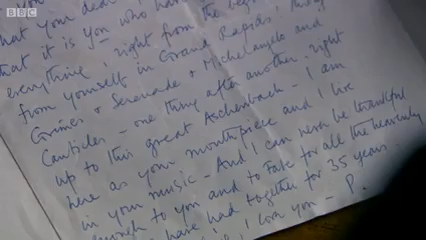 BBC
what your dear
that it is you who have
everything, right from the
from yourself in Grand Rapids,
Grimes & Serenade & Michelangelo and
Canticles – one thing after another, right
up to this great Aschenbach – I am
here as your mouthpiece and I live
in your music – And I can never be thankful
enough to you and to Fate for all the heavenly
have had together for 35 years.
I love you – P.